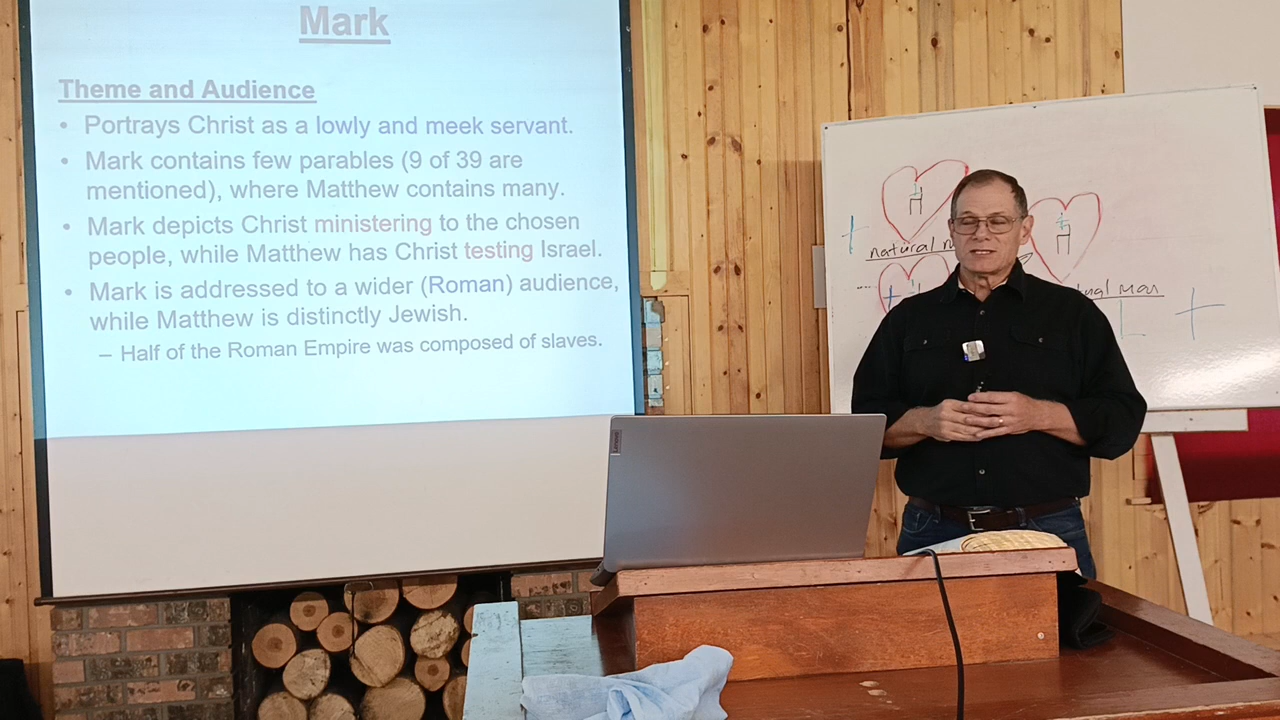 Mark
Theme and Audience
• Portrays Christ as a lowly and meek servant.
• Mark contains few parables (9 of 39 are
mentioned), where Matthew contains many.
• Mark depicts Christ ministering to the chosen
people, while Matthew has Christ testing Israel.
• Mark is addressed to a wider (Roman) audience,
while Matthew is distinctly Jewish.
– Half of the Roman Empire was composed of slaves.
natural
man
Lenovo